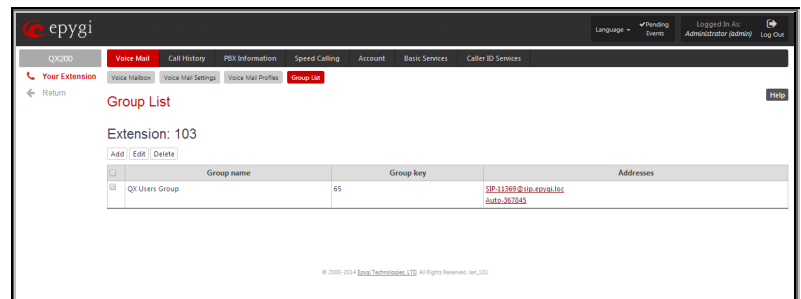 epygi
Language
Pending
Events
Logged In As:
Administrator (admin)
Log Out
QX200
Voice Mail Call History PBX Information Speed Calling Account Basic Services Caller ID Services
Your Extension
Voice Mailbox Voice Mail Settings Voice Mail Profiles Group List
Return
Group List
Help
Extension: 103
Add Edit Delete
Group name Group key Addresses
QX Users Group 65 SIP-11369@sip.epygi.loc
Auto-367845
© 2000-2014 Epygi Technologies, LTD. All Rights Reserved. (en_US)